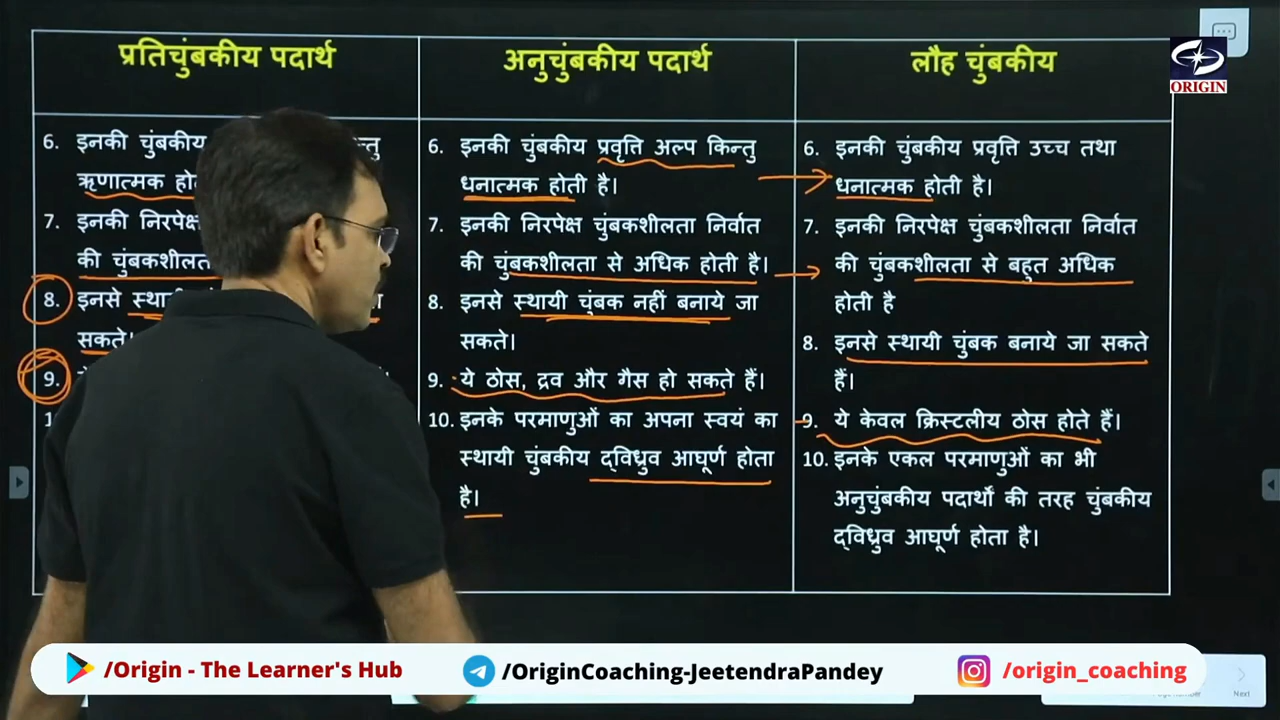 प्रतिचुंबकीय पदार्थ
6. इनकी चुंबकीय
ऋणात्मक
7. इनकी निरपेक्ष
की चुंबकशीलत
8. इनसे
सकते।
9.
अनुचुंबकीय पदार्थ
6. इनकी चुंबकीय प्रवृत्ति अल्प किन्तु
धनात्मक होती है।
7. इनकी निरपेक्ष चुंबकशीलता निर्वात
की चुंबकशीलता से अधिक होती है।
8. इनसे स्थायी चुंबक नहीं बनाये जा
सकते।
9. ये ठोस, द्रव और गैस हो सकते हैं।
10. इनके परमाणुओं का अपना स्वयं का
स्थायी चुंबकीय द्विध्रुव आघूर्ण होता
है।
लौह चुंबकीय
6. इनकी चुंबकीय प्रवृत्ति उच्च तथा
धनात्मक होती है।
7. इनकी निरपेक्ष चुंबकशीलता निर्वात
की चुंबकशीलता से बहुत अधिक
होती है
8. इनसे स्थायी चुंबक बनाये जा सकते
हैं।
9. ये केवल क्रिस्टलीय ठोस होते हैं।
10. इनके एकल परमाणुओं का भी
अनुचुंबकीय पदार्थों की तरह चुंबकीय
द्विध्रुव आघूर्ण होता है।
ORIGIN
/Origin - The Learner's Hub
/OriginCoaching-JeetendraPandey
/origin_coaching
Next